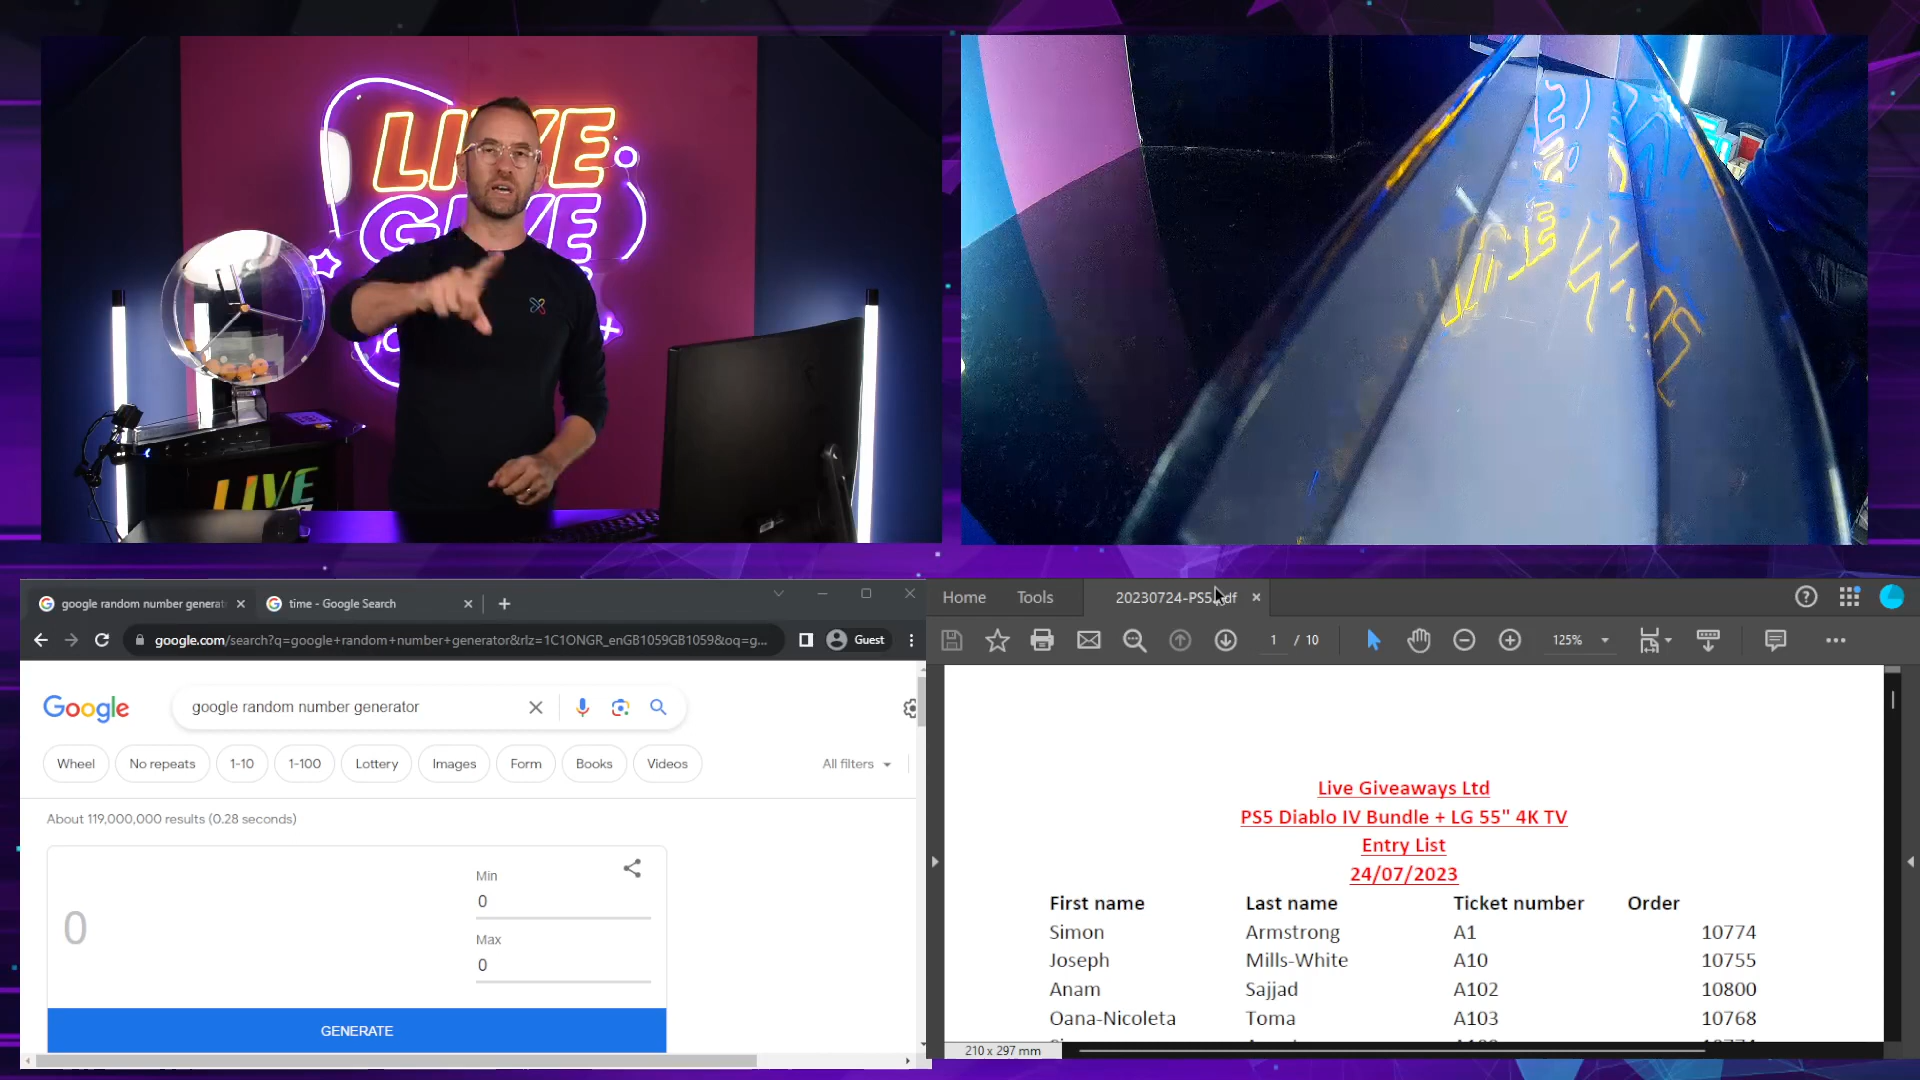 LIVE
GIVE
LIVE
google random number generat
time - Google Search
google.com/search?q=google+random+number+generator&rlz=1C1ONGR_enGB1059GB1059&oq=g...
Guest
Google
google random number generator
Wheel
No repeats
1-10
1-100
Lottery
Images
Form
Books
Videos
All filters
About 119,000,000 results (0.28 seconds)
0
Min
0
Max
0
GENERATE
Home
Tools
20230724-PS5.pdf
1 / 10
125%
Live Giveaways Ltd
PS5 Diablo IV Bundle + LG 55" 4K TV
Entry List
24/07/2023
First name Last name Ticket number Order
Simon Armstrong A1 10774
Joseph Mills-White A10 10755
Anam Sajjad A102 10800
Oana-Nicoleta Toma A103 10768
210 x 297 mm